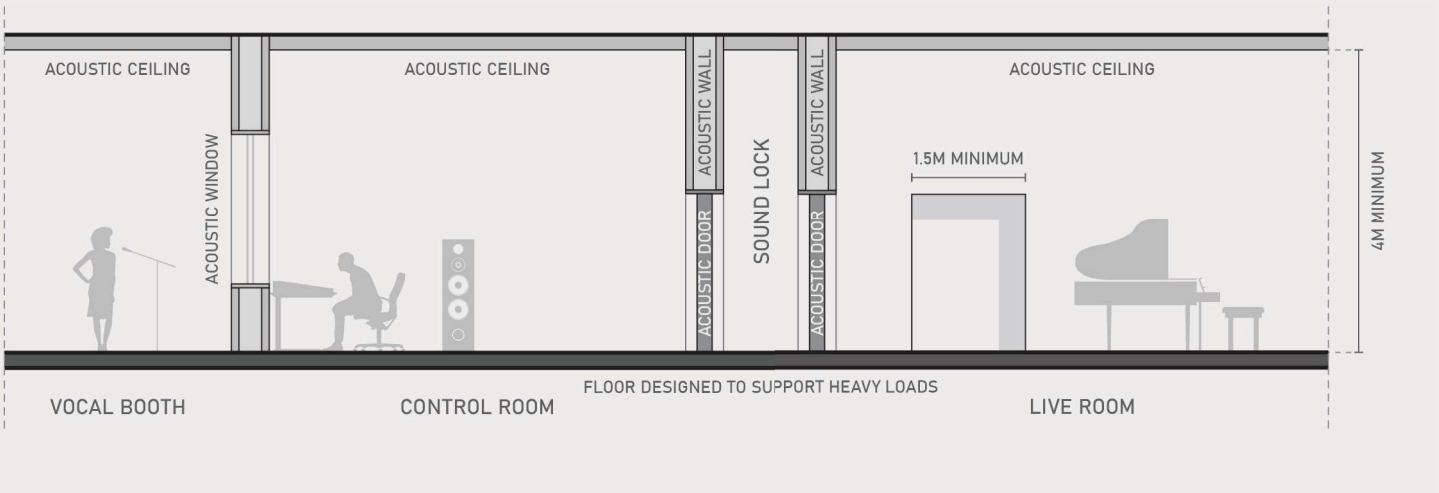 ACOUSTIC CEILING
ACOUSTIC CEILING
ACOUSTIC CEILING
ACOUSTIC WINDOW
ACOUSTIC WALL
ACOUSTIC DOOR
SOUND LOCK
ACOUSTIC WALL
ACOUSTIC DOOR
1.5M MINIMUM
4M MINIMUM
FLOOR DESIGNED TO SUPPORT HEAVY LOADS
VOCAL BOOTH
CONTROL ROOM
LIVE ROOM